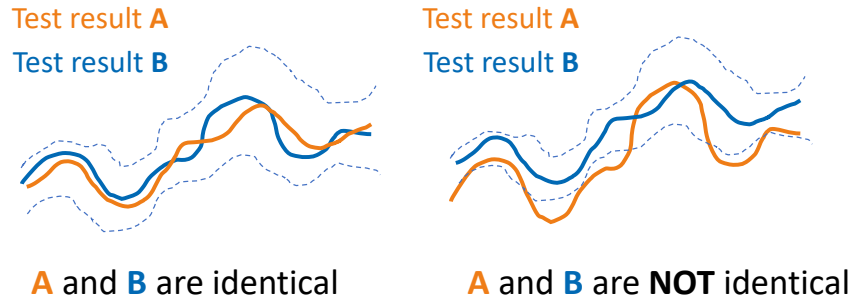 Test result A
Test result B
A and B are identical
Test result A
Test result B
A and B are NOT identical